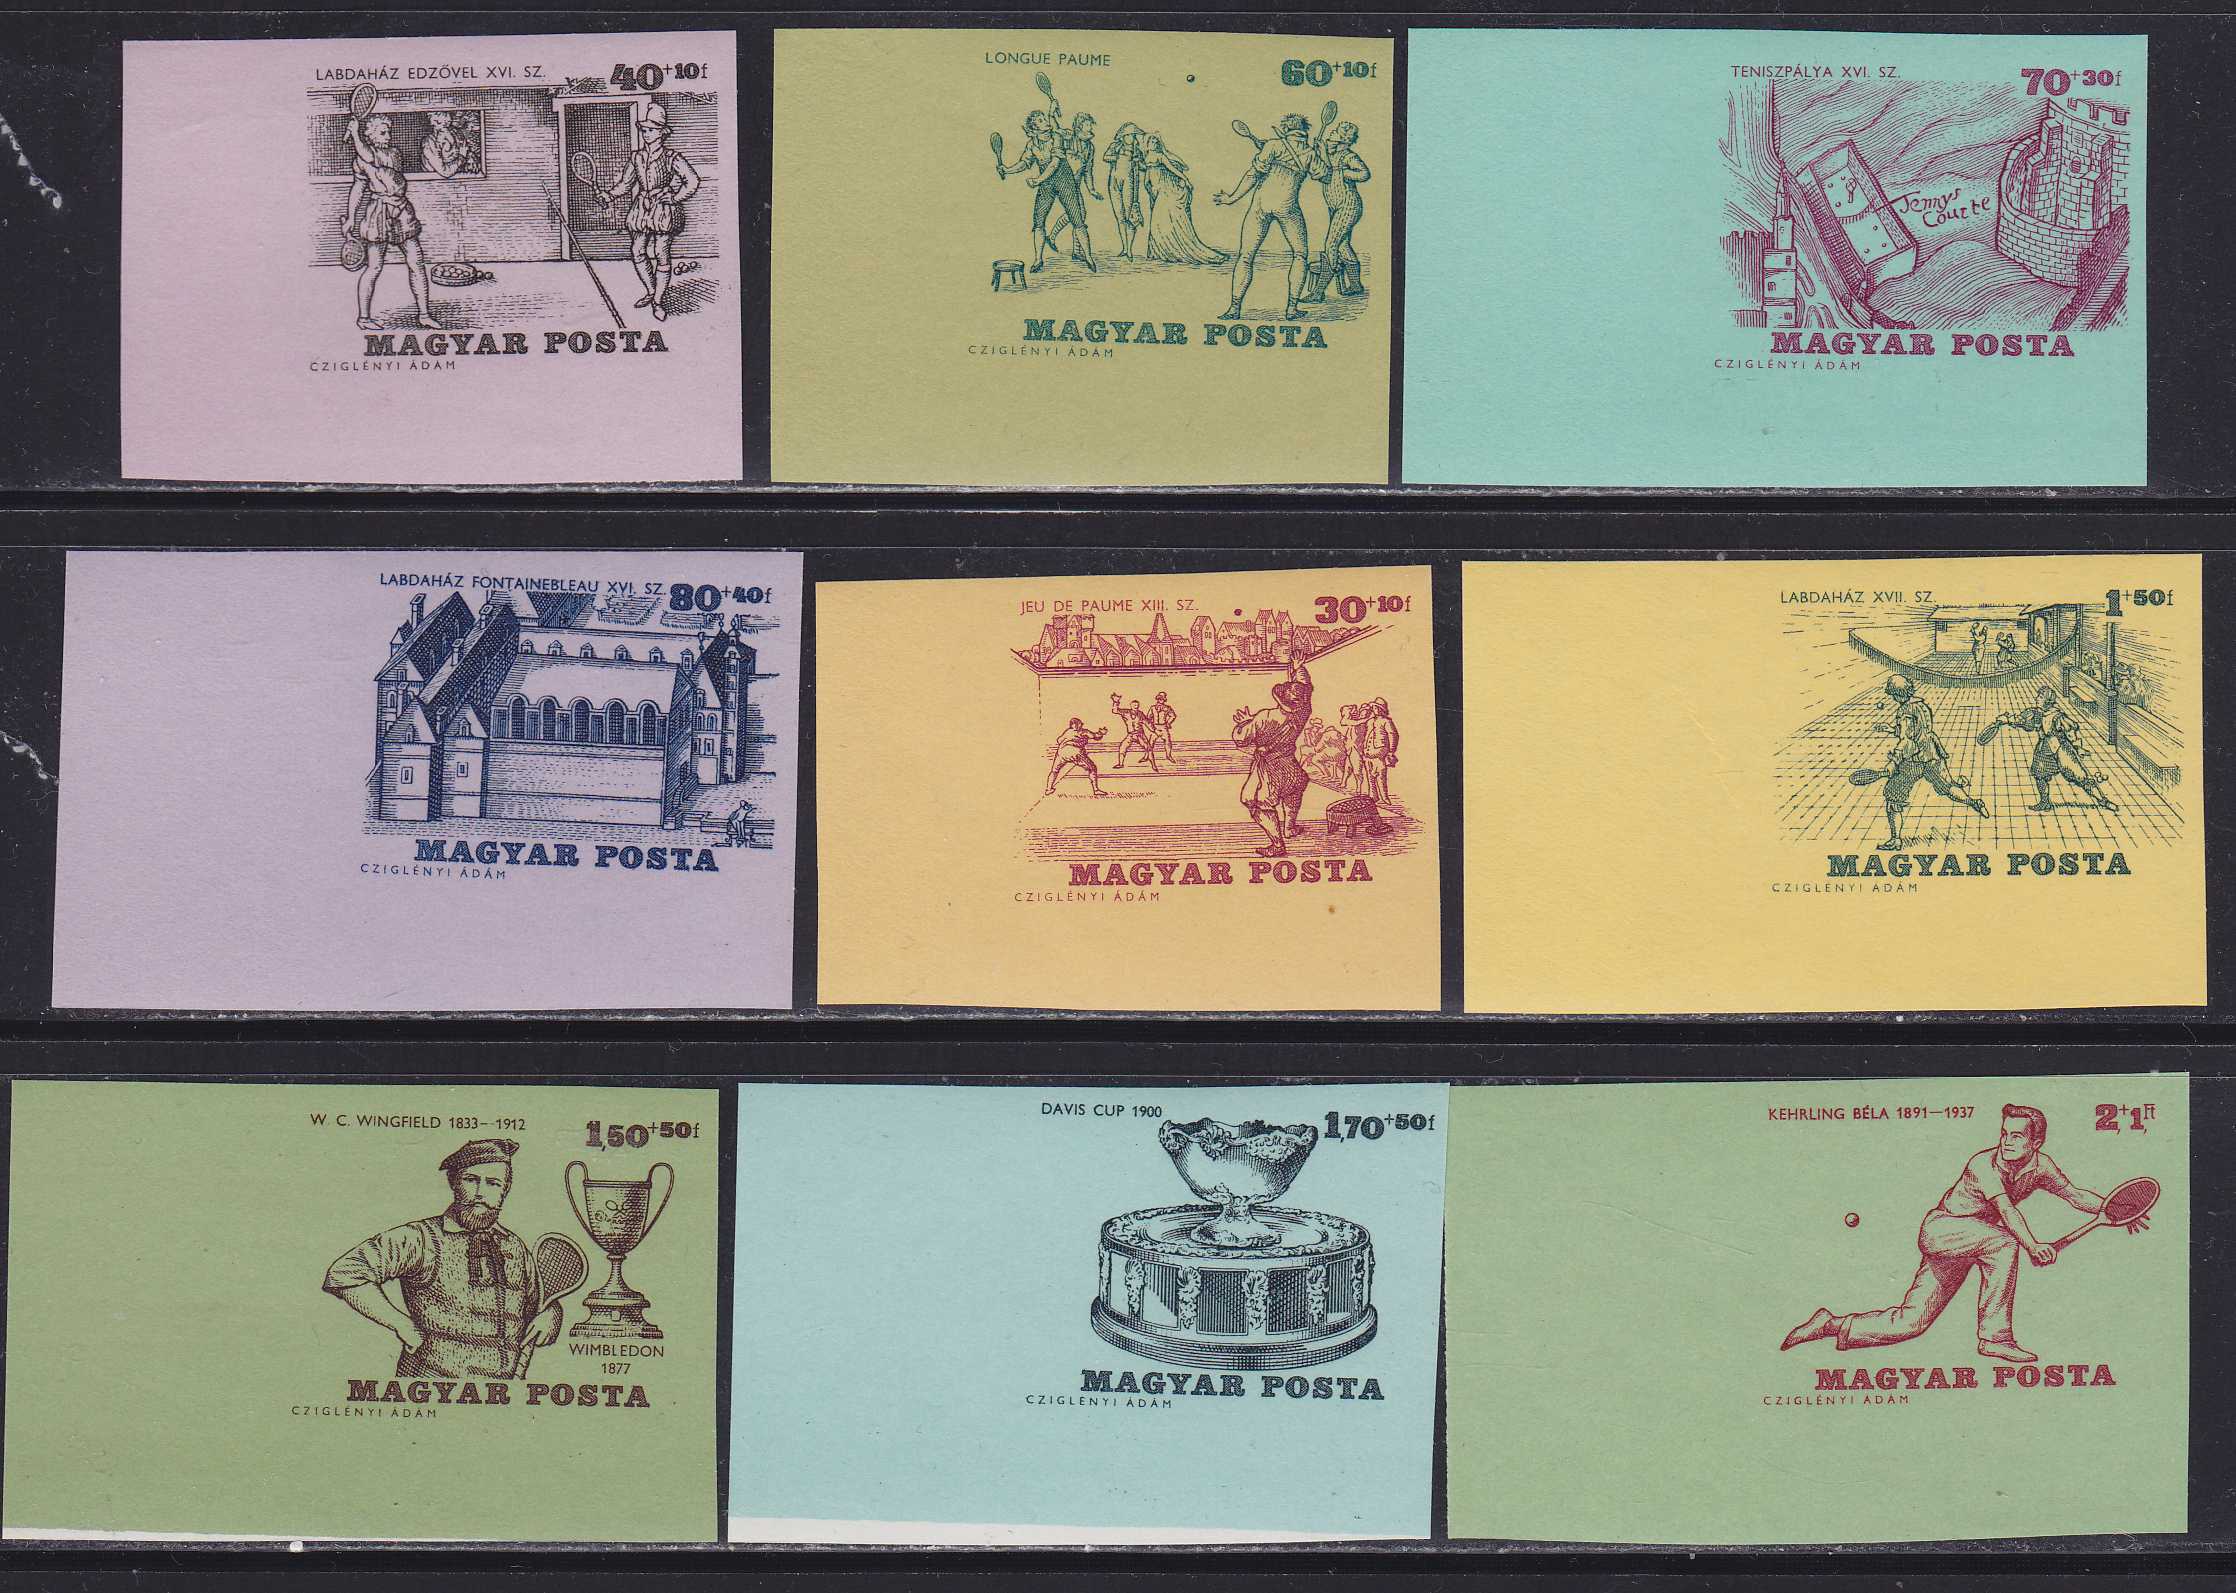 LABDAHÁZ EDZŐVEL XVI. SZ.
40+10f
MAGYAR POSTA
CZIGLÉNYI ÁDÁM
LONGUE PAUME
60+10f
MAGYAR POSTA
CZIGLÉNYI ÁDÁM
TENISZPÁLYA XVI. SZ.
70+30f
Tennys
Courte
MAGYAR POSTA
CZIGLÉNYI ÁDÁM
LABDAHÁZ FONTAINEBLEAU XVI. SZ.
80+40f
MAGYAR POSTA
CZIGLÉNYI ÁDÁM
JEU DE PAUME XIII. SZ.
30+10f
MAGYAR POSTA
CZIGLÉNYI ÁDÁM
LABDAHÁZ XVII. SZ.
1+50f
MAGYAR POSTA
CZIGLÉNYI ÁDÁM
W. C. WINGFIELD 1833–1912
1,50+50f
WIMBLEDON
1877
MAGYAR POSTA
CZIGLÉNYI ÁDÁM
DAVIS CUP 1900
1,70+50f
MAGYAR POSTA
CZIGLÉNYI ÁDÁM
KEHRLING BÉLA 1891–1937
2,+1,Ft
MAGYAR POSTA
CZIGLÉNYI ÁDÁM